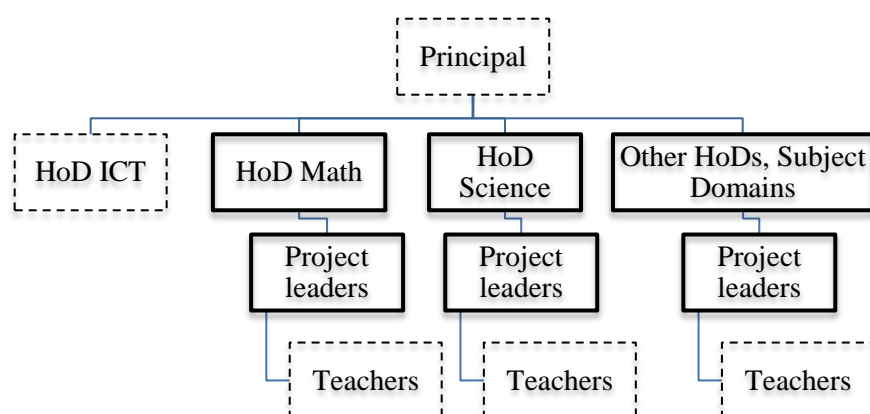 Principal
HoD ICT
HoD Math
HoD
Science
Other HoDs, Subject
Domains
Project
leaders
Project
leaders
Project
leaders
Teachers
Teachers
Teachers